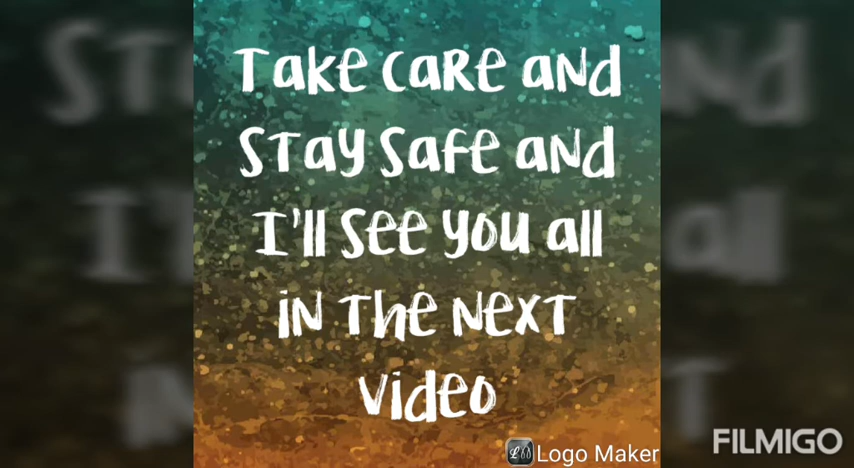 Take care and
Stay Safe and
I'll See you all
in the next
video
Logo Maker
FILMIGO